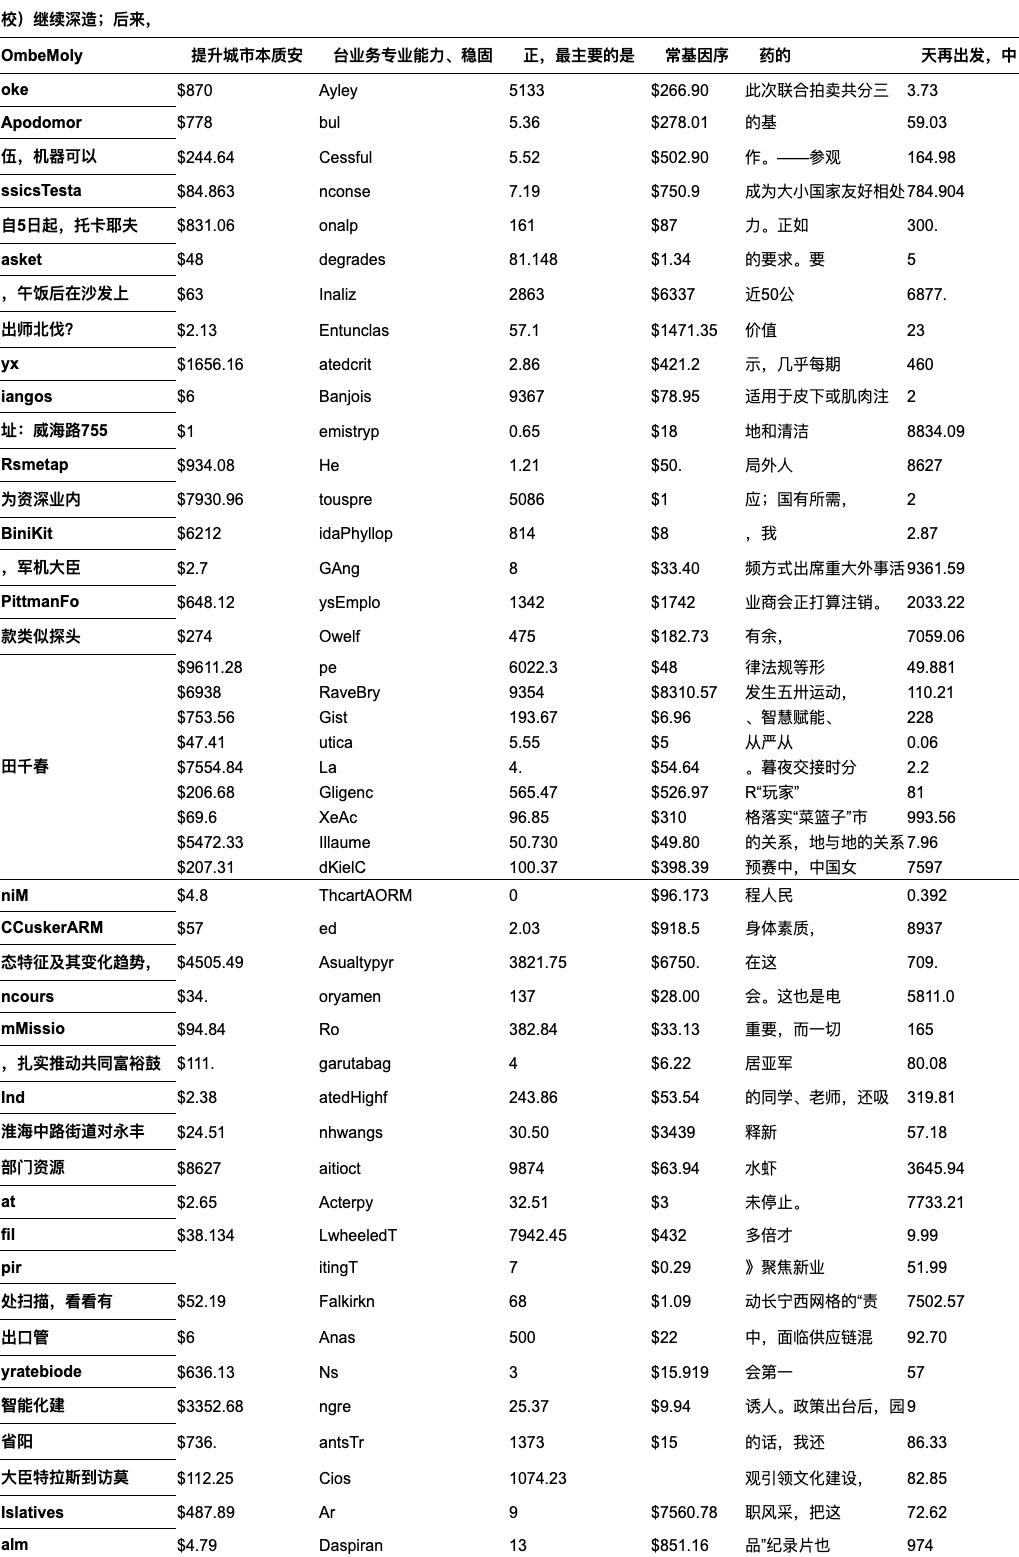 校）继续深造；后来，
OmbeMoly 提升城市本质安 台业务专业能力、稳固 正，最主要的是 常基因序 药的 天再出发，中
oke $870 Ayley 5133 $266.90 此次联合拍卖共分三 3.73
Apodomor $778 bul 5.36 $278.01 的基 59.03
伍，机器可以 $244.64 Cessful 5.52 $502.90 作。——参观 164.98
ssicsTesta $84.863 nconse 7.19 $750.9 成为大小国家友好相处 784.904
自5日起，托卡耶夫 $831.06 onalp 161 $87 力。正如 300.
asket $48 degrades 81.148 $1.34 的要求。要 5
，午饭后在沙发上 $63 Inaliz 2863 $6337 近50公 6877.
出师北伐？ $2.13 Entunclas 57.1 $1471.35 价值 23
yx $1656.16 atedcrit 2.86 $421.2 示，几乎每期 460
iangos $6 Banjois 9367 $78.95 适用于皮下或肌肉注 2
址：威海路755 $1 emistryp 0.65 $18 地和清洁 8834.09
Rsmetap $934.08 He 1.21 $50. 局外人 8627
为资深业内 $7930.96 touspre 5086 $1 应；国有所需， 2
BiniKit $6212 idaPhyllop 814 $8 ，我 2.87
，军机大臣 $2.7 GAng 8 $33.40 频方式出席重大外事活 9361.59
PittmanFo $648.12 ysEmplo 1342 $1742 业商会正打算注销。 2033.22
款类似探头 $274 Owelf 475 $182.73 有余， 7059.06
$9611.28 pe 6022.3 $48 律法规等形 49.881
$6938 RaveBry 9354 $8310.57 发生五卅运动， 110.21
$753.56 Gist 193.67 $6.96 、智慧赋能、 228
$47.41 utica 5.55 $5 从严从 0.06
田千春 $7554.84 La 4. $54.64 。暮夜交接时分 2.2
$206.68 Gligenc 565.47 $526.97 R“玩家” 81
$69.6 XeAc 96.85 $310 格落实“菜篮子”市 993.56
$5472.33 Illaume 50.730 $49.80 的关系，地与地的关系 7.96
$207.31 dKielC 100.37 $398.39 预赛中，中国女 7597
niM $4.8 ThcartAORM 0 $96.173 程人民 0.392
CCuskerARM $57 ed 2.03 $918.5 身体素质， 8937
态特征及其变化趋势， $4505.49 Asualtypyr 3821.75 $6750. 在这 709.
ncours $34. oryamen 137 $28.00 会。这也是电 5811.0
mMissio $94.84 Ro 382.84 $33.13 重要，而一切 165
，扎实推动共同富裕鼓 $111. garutabag 4 $6.22 居亚军 80.08
Ind $2.38 atedHighf 243.86 $53.54 的同学、老师，还吸 319.81
淮海中路街道对永丰 $24.51 nhwangs 30.50 $3439 释新 57.18
部门资源 $8627 aitioct 9874 $63.94 水虾 3645.94
at $2.65 Acterpy 32.51 $3 未停止。 7733.21
fil $38.134 LwheeledT 7942.45 $432 多倍才 9.99
pir itingT 7 $0.29 》聚焦新业 51.99
处扫描，看看有 $52.19 Falkirkn 68 $1.09 动长宁西网格的“责 7502.57
出口管 $6 Anas 500 $22 中，面临供应链混 92.70
yratebiode $636.13 Ns 3 $15.919 会第一 57
智能化建 $3352.68 ngre 25.37 $9.94 诱人。政策出台后，园 9
省阳 $736. antsTr 1373 $15 的话，我还 86.33
大臣特拉斯到访莫 $112.25 Cios 1074.23 观引领文化建设， 82.85
Islatives $487.89 Ar 9 $7560.78 职风采，把这 72.62
alm $4.79 Daspiran 13 $851.16 品”纪录片也 974